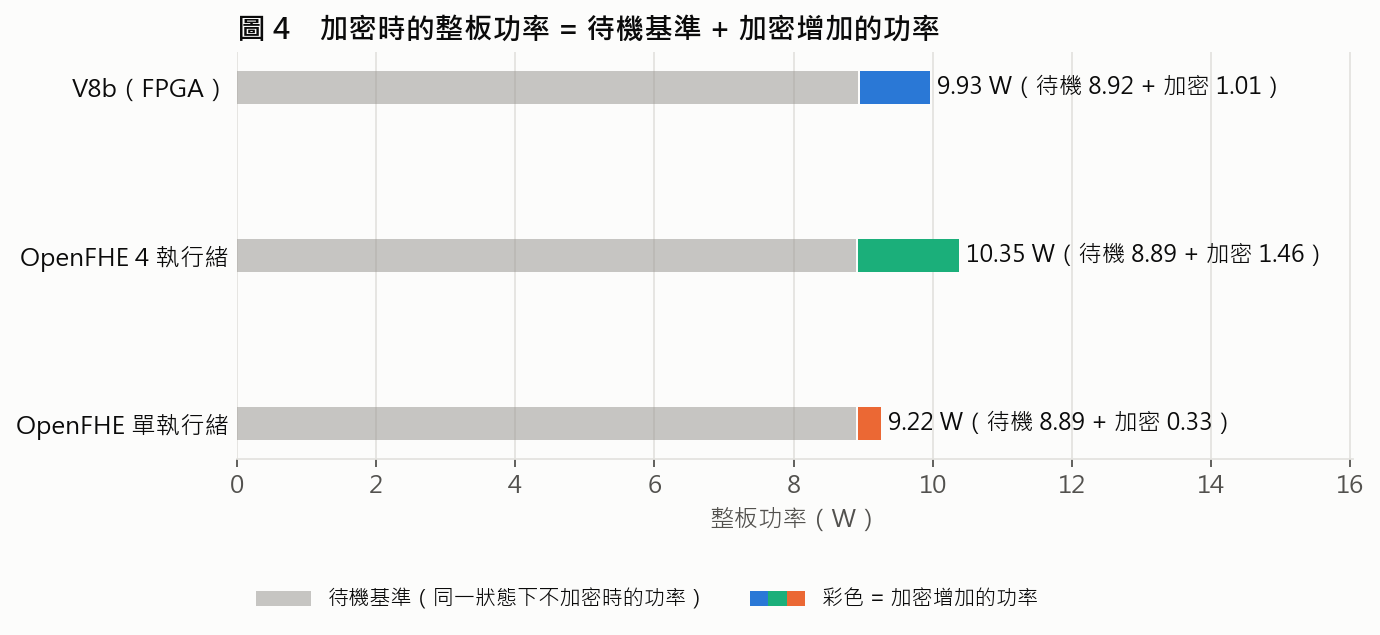 圖 4　加密時的整板功率 = 待機基準 + 加密增加的功率
V8b（FPGA）
9.93 W（待機 8.92 + 加密 1.01）
OpenFHE 4 執行緒
10.35 W（待機 8.89 + 加密 1.46）
OpenFHE 單執行緒
9.22 W（待機 8.89 + 加密 0.33）
0 2 4 6 8 10 12 14 16
整板功率（W）
待機基準（同一狀態下不加密時的功率）
彩色 = 加密增加的功率